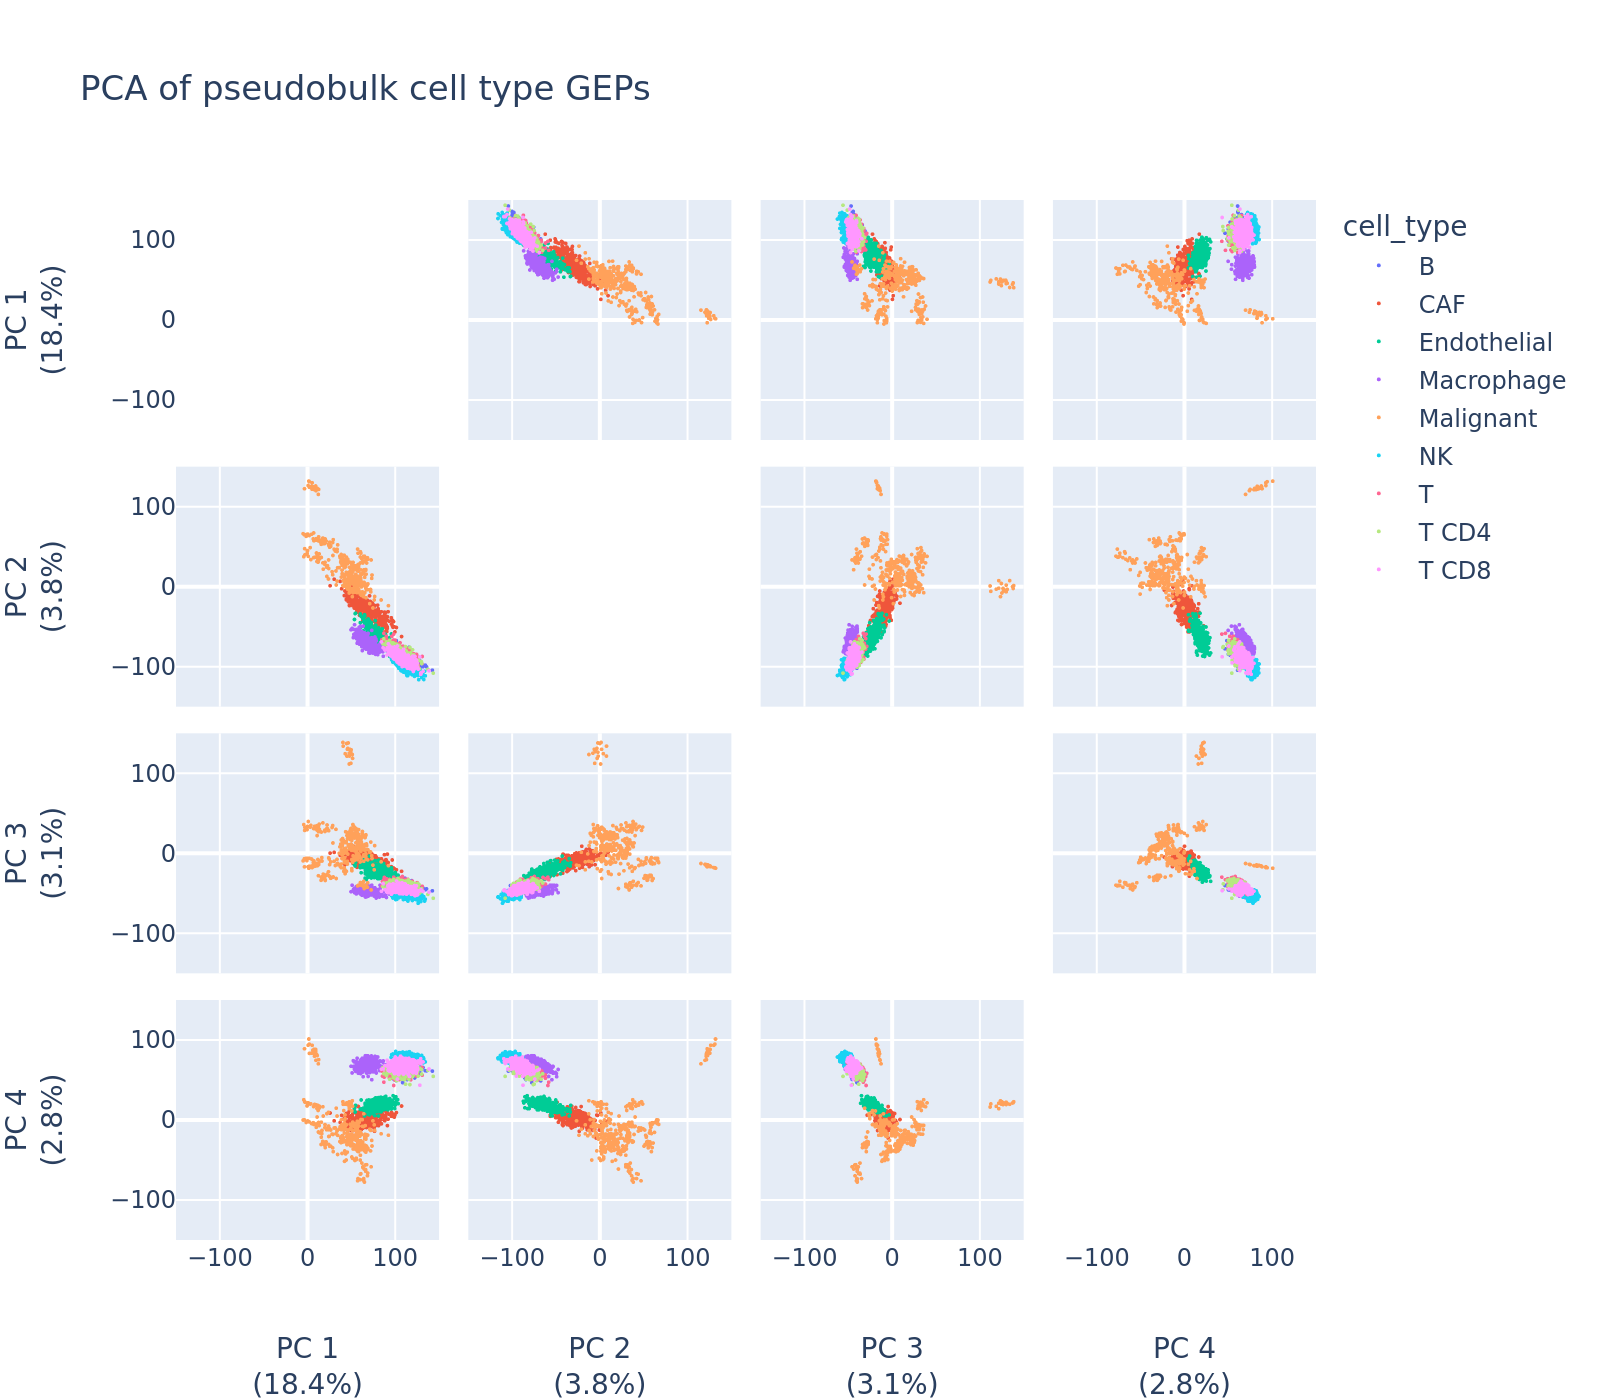 PCA of pseudobulk cell type GEPs
PC 1
(18.4%)
100
0
−100
cell_type
B
CAF
Endothelial
Macrophage
Malignant
NK
T
T CD4
T CD8
PC 2
(3.8%)
100
0
−100
PC 3
(3.1%)
100
0
−100
PC 4
(2.8%)
100
0
−100
−100 0 100 −100 0 100 −100 0 100 −100 0 100
PC 1 PC 2 PC 3 PC 4
(18.4%) (3.8%) (3.1%) (2.8%)